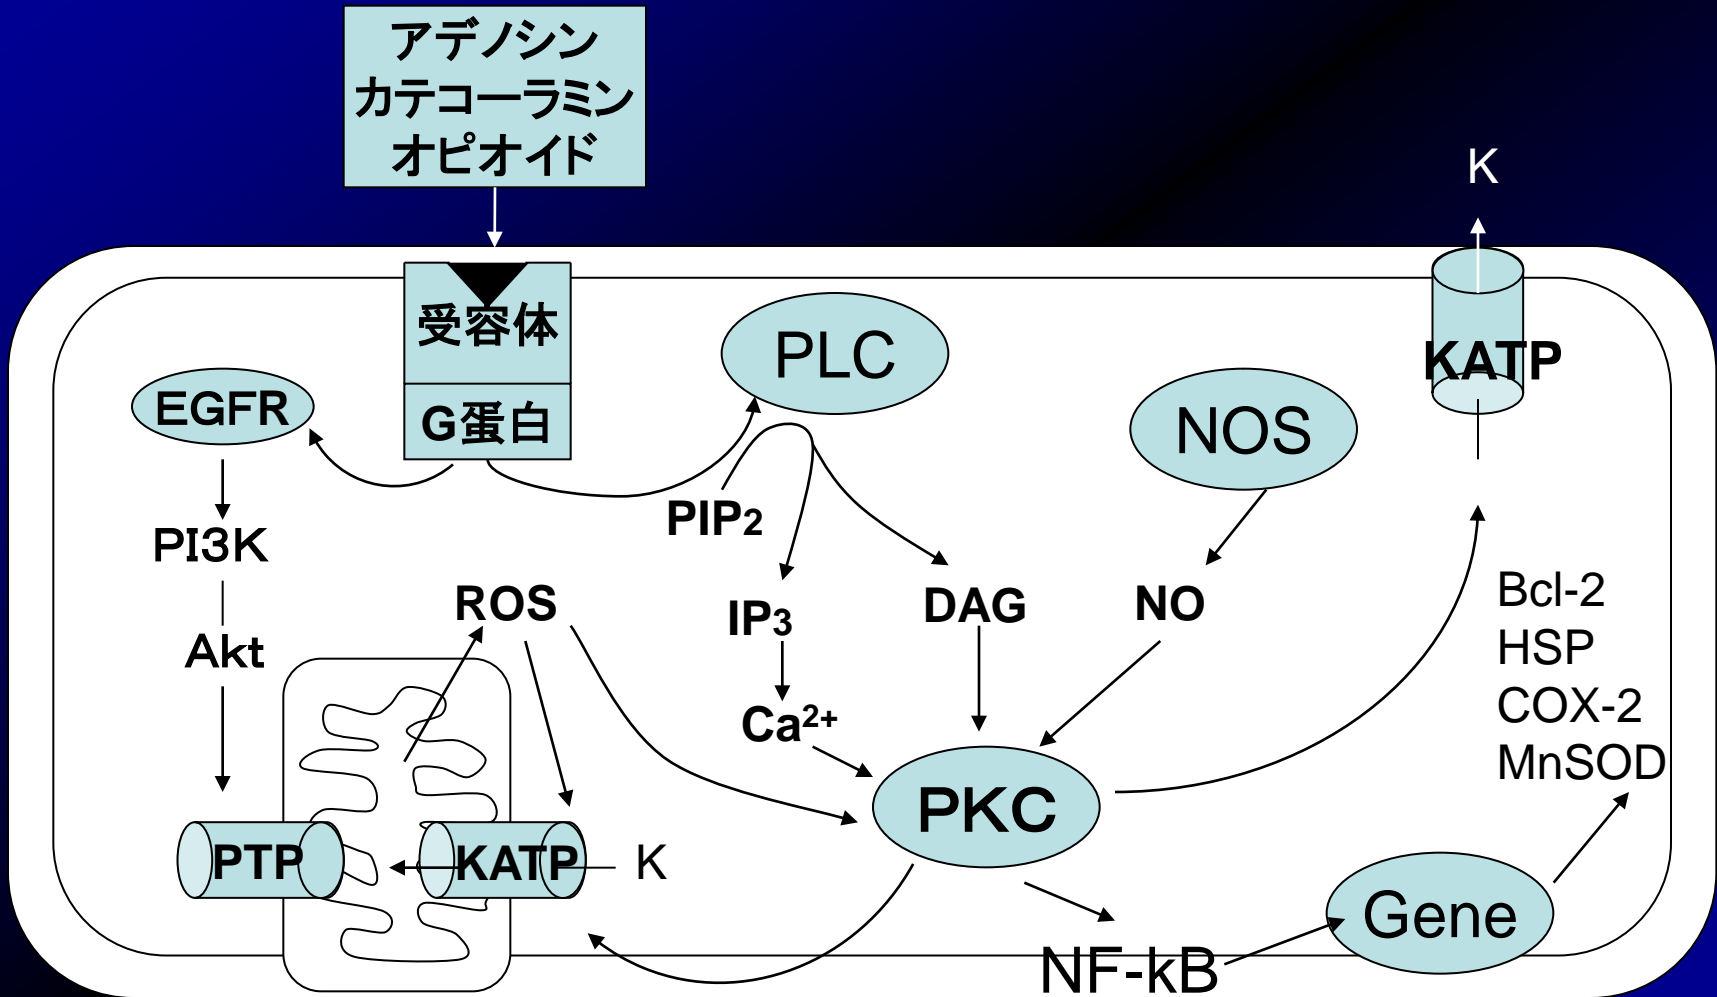 アデノシン
カテコーラミン
オピオイド
K
受容体
G蛋白
PLC
KATP
EGFR
NOS
PIP2
PI3K
ROS
IP3
DAG
NO
Bcl-2
HSP
COX-2
MnSOD
Akt
Ca2+
PKC
PTP
KATP
K
Gene
NF-kB